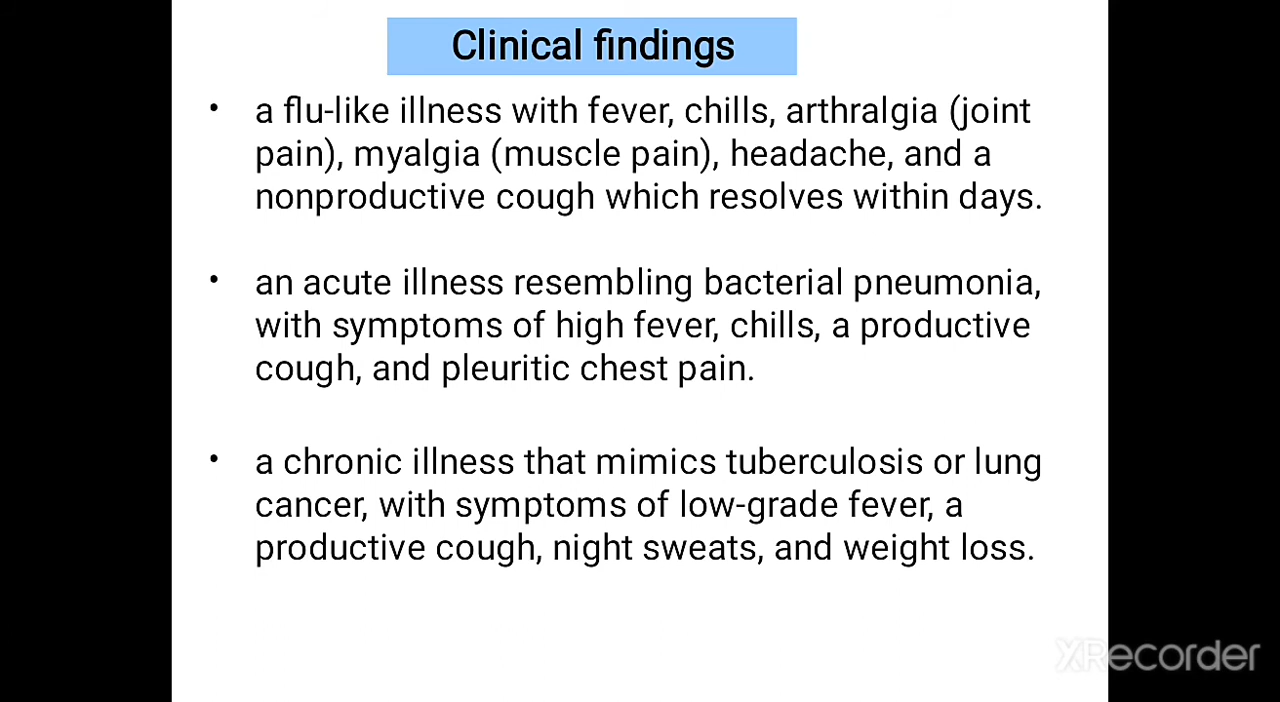 Clinical findings
• a flu-like illness with fever, chills, arthralgia (joint
pain), myalgia (muscle pain), headache, and a
nonproductive cough which resolves within days.
• an acute illness resembling bacterial pneumonia,
with symptoms of high fever, chills, a productive
cough, and pleuritic chest pain.
• a chronic illness that mimics tuberculosis or lung
cancer, with symptoms of low-grade fever, a
productive cough, night sweats, and weight loss.
XRecorder